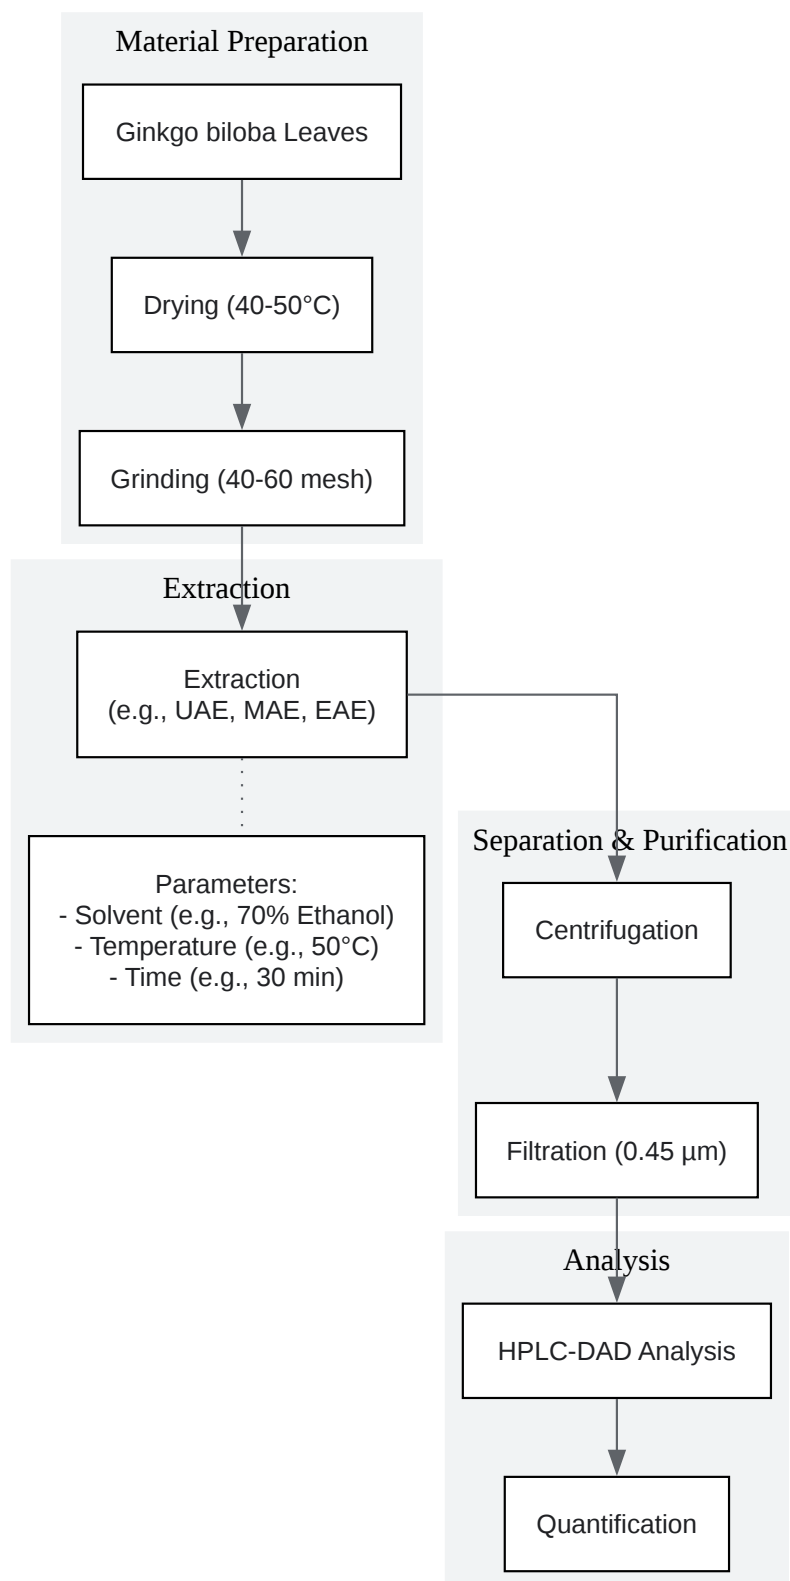 Material Preparation
Ginkgo biloba Leaves
Drying (40-50°C)
Grinding (40-60 mesh)
Extraction
Extraction
(e.g., UAE, MAE, EAE)
Parameters:
- Solvent (e.g., 70% Ethanol)
- Temperature (e.g., 50°C)
- Time (e.g., 30 min)
Separation & Purification
Centrifugation
Filtration (0.45 µm)
Analysis
HPLC-DAD Analysis
Quantification